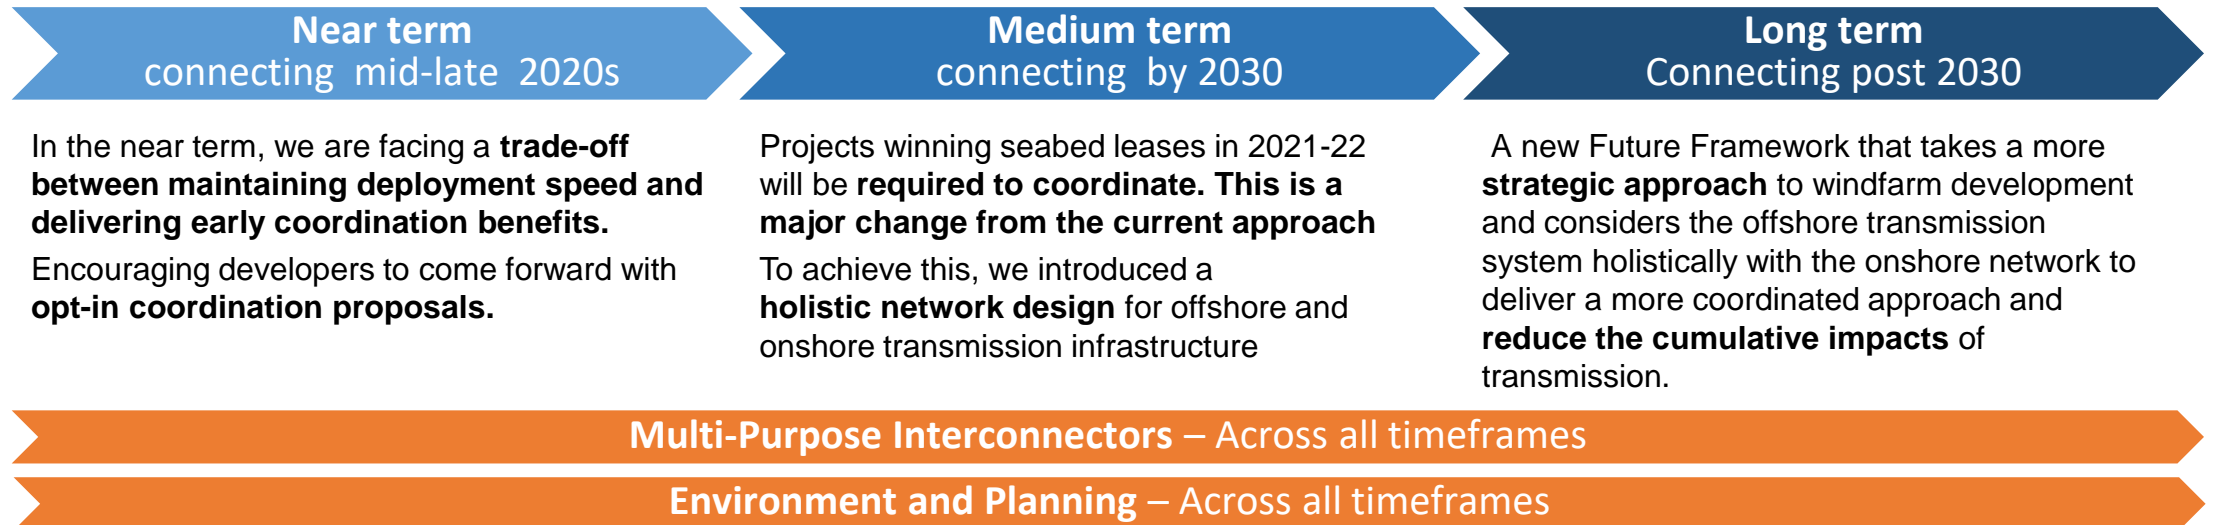 Near term
connecting mid-late 2020s
In the near term, we are facing a trade-off
between maintaining deployment speed and
delivering early coordination benefits.
Encouraging developers to come forward with
opt-in coordination proposals.
Medium term
connecting by 2030
Projects winning seabed leases in 2021-22
will be required to coordinate. This is a
major change from the current approach
To achieve this, we introduced a
holistic network design for offshore and
onshore transmission infrastructure
Long term
Connecting post 2030
A new Future Framework that takes a more
strategic approach to windfarm development
and considers the offshore transmission
system holistically with the onshore network to
deliver a more coordinated approach and
reduce the cumulative impacts of
transmission.
Multi-Purpose Interconnectors – Across all timeframes
Environment and Planning – Across all timeframes